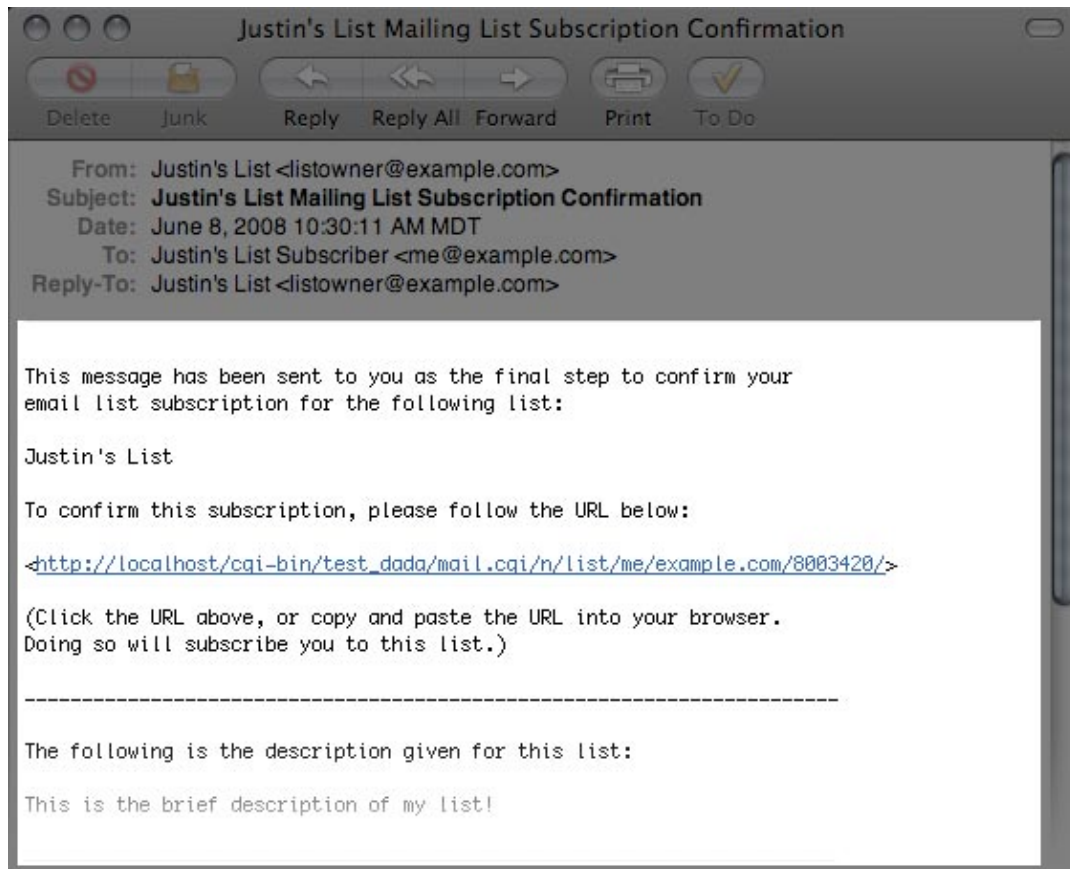 Justin's List Mailing List Subscription Confirmation
Delete Junk Reply Reply All Forward Print To Do
From: Justin's List <listowner@example.com>
Subject: Justin's List Mailing List Subscription Confirmation
Date: June 8, 2008 10:30:11 AM MDT
To: Justin's List Subscriber <me@example.com>
Reply-To: Justin's List <listowner@example.com>
This message has been sent to you as the final step to confirm your
email list subscription for the following list:
Justin's List
To confirm this subscription, please follow the URL below:
<http://localhost/cgi-bin/test_dada/mail.cgi/n/list/me/example.com/8003420/>
(Click the URL above, or copy and paste the URL into your browser.
Doing so will subscribe you to this list.)
----------------------------------------------------------------------
The following is the description given for this list:
This is the brief description of my list!